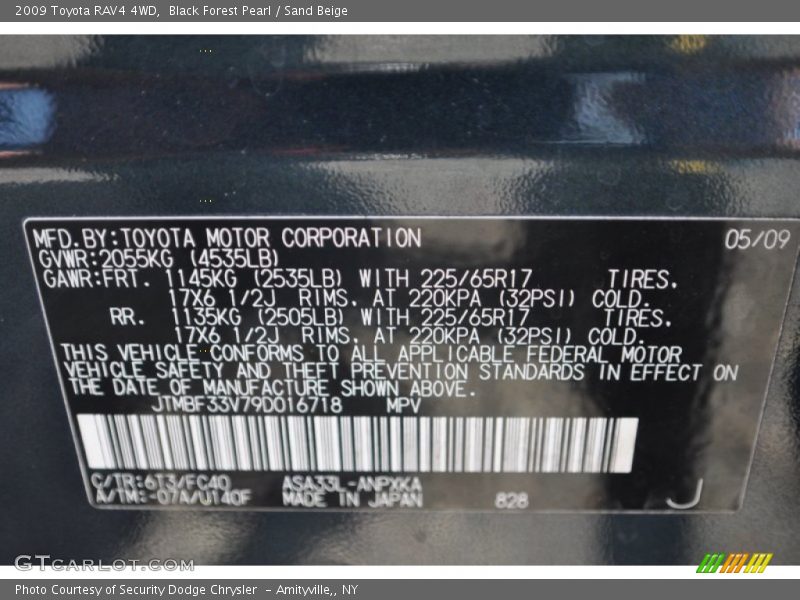 2009 Toyota RAV4 4WD, Black Forest Pearl / Sand Beige
MFD.BY:TOYOTA MOTOR CORPORATION 05/09
GVWR:2055KG (4535LB)
GAWR:FRT. 1145KG (2535LB) WITH 225/65R17 TIRES.
17X6 1/2J RIMS. AT 220KPA (32PSI) COLD.
RR. 1135KG (2505LB) WITH 225/65R17 TIRES.
17X6 1/2J RIMS. AT 220KPA (32PSI) COLD.
THIS VEHICLE CONFORMS TO ALL APPLICABLE FEDERAL MOTOR
VEHICLE SAFETY AND THEFT PREVENTION STANDARDS IN EFFECT ON
THE DATE OF MANUFACTURE SHOWN ABOVE.
JTMBF33V79D016718 MPV
C/TR:6T3/FC40 ASA33L-ANPXKA
A/TM:-07A/U140F MADE IN JAPAN 828 J
GTcarlot.com
Photo Courtesy of Security Dodge Chrysler - Amityville,, NY